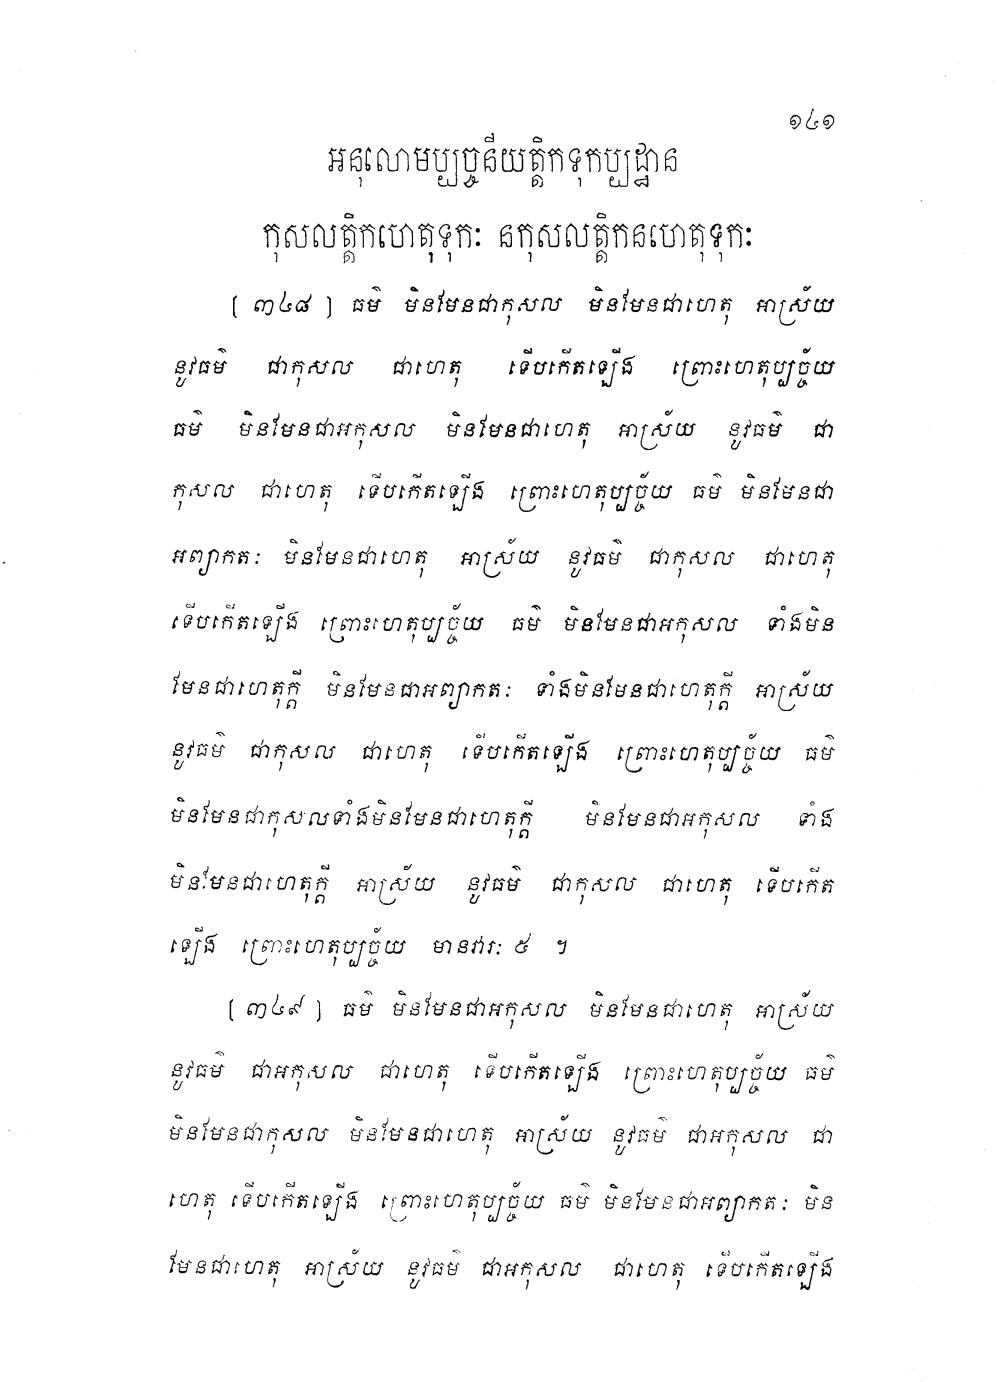 ១៤១
អនុលោមប្បច្ចនីយត្តិកទុកប្បដ្ឋាន
កុសលត្តិកហេតុទុកៈ នកុសលត្តិកនហេតុទុកៈ
[ ៣៤៨ ] ធម៌ មិនមែនជាកុសល មិនមែនជាហេតុ អាស្រ័យ
នូវធម៌ ជាកុសល ជាហេតុ ទើបកើតឡើង ព្រោះហេតុប្បច្ច័យ
ធម៌ មិនមែនជាអកុសល មិនមែនជាហេតុ អាស្រ័យ នូវធម៌ ជា
កុសល ជាហេតុ ទើបកើតឡើង ព្រោះហេតុប្បច្ច័យ ធម៌ មិនមែនជា
អព្យាកតៈ មិនមែនជាហេតុ អាស្រ័យ នូវធម៌ ជាកុសល ជាហេតុ
ទើបកើតឡើង ព្រោះហេតុប្បច្ច័យ ធម៌ មិនមែនជាអកុសល ទាំងមិន
មែនជាហេតុក្តី មិនមែនជាអព្យាកតៈ ទាំងមិនមែនជាហេតុក្តី អាស្រ័យ
នូវធម៌ ជាកុសល ជាហេតុ ទើបកើតឡើង ព្រោះហេតុប្បច្ច័យ ធម៌
មិនមែនជាកុសលទាំងមិនមែនជាហេតុក្តី មិនមែនជាអកុសល ទាំង
មិនមែនជាហេតុក្តី អាស្រ័យ នូវធម៌ ជាកុសល ជាហេតុ ទើបកើត
ឡើង ព្រោះហេតុប្បច្ច័យ មានវារៈ ៥ ។
[ ៣៤៩ ] ធម៌ មិនមែនជាអកុសល មិនមែនជាហេតុ អាស្រ័យ
នូវធម៌ ជាអកុសល ជាហេតុ ទើបកើតឡើង ព្រោះហេតុប្បច្ច័យ ធម៌
មិនមែនជាកុសល មិនមែនជាហេតុ អាស្រ័យ នូវធម៌ ជាអកុសល ជា
ហេតុ ទើបកើតឡើង ព្រោះហេតុប្បច្ច័យ ធម៌ មិនមែនជាអព្យាកតៈ មិន
មែនជាហេតុ អាស្រ័យ នូវធម៌ ជាអកុសល ជាហេតុ ទើបកើតឡើង